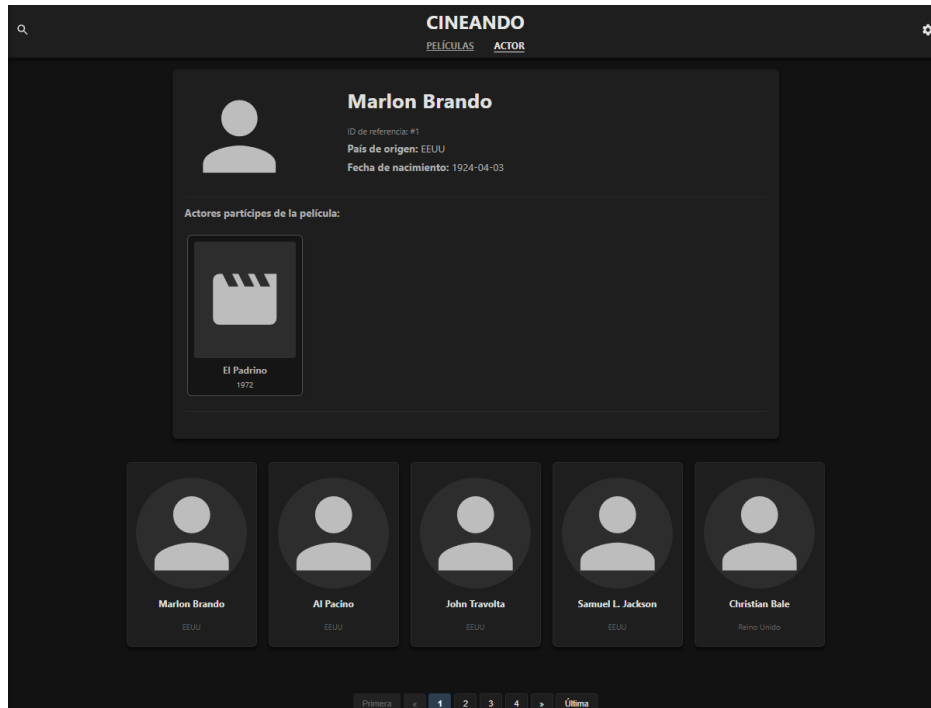 CINEANDO
PELÍCULAS ACTOR
Marlon Brando
ID de referencia: #1
País de origen: EEUU
Fecha de nacimiento: 1924-04-03
Actores partícipes de la película:
El Padrino
1972
Marlon Brando
EEUU
Al Pacino
EEUU
John Travolta
EEUU
Samuel L. Jackson
EEUU
Christian Bale
Reino Unido
Primera « 1 2 3 4 » Última